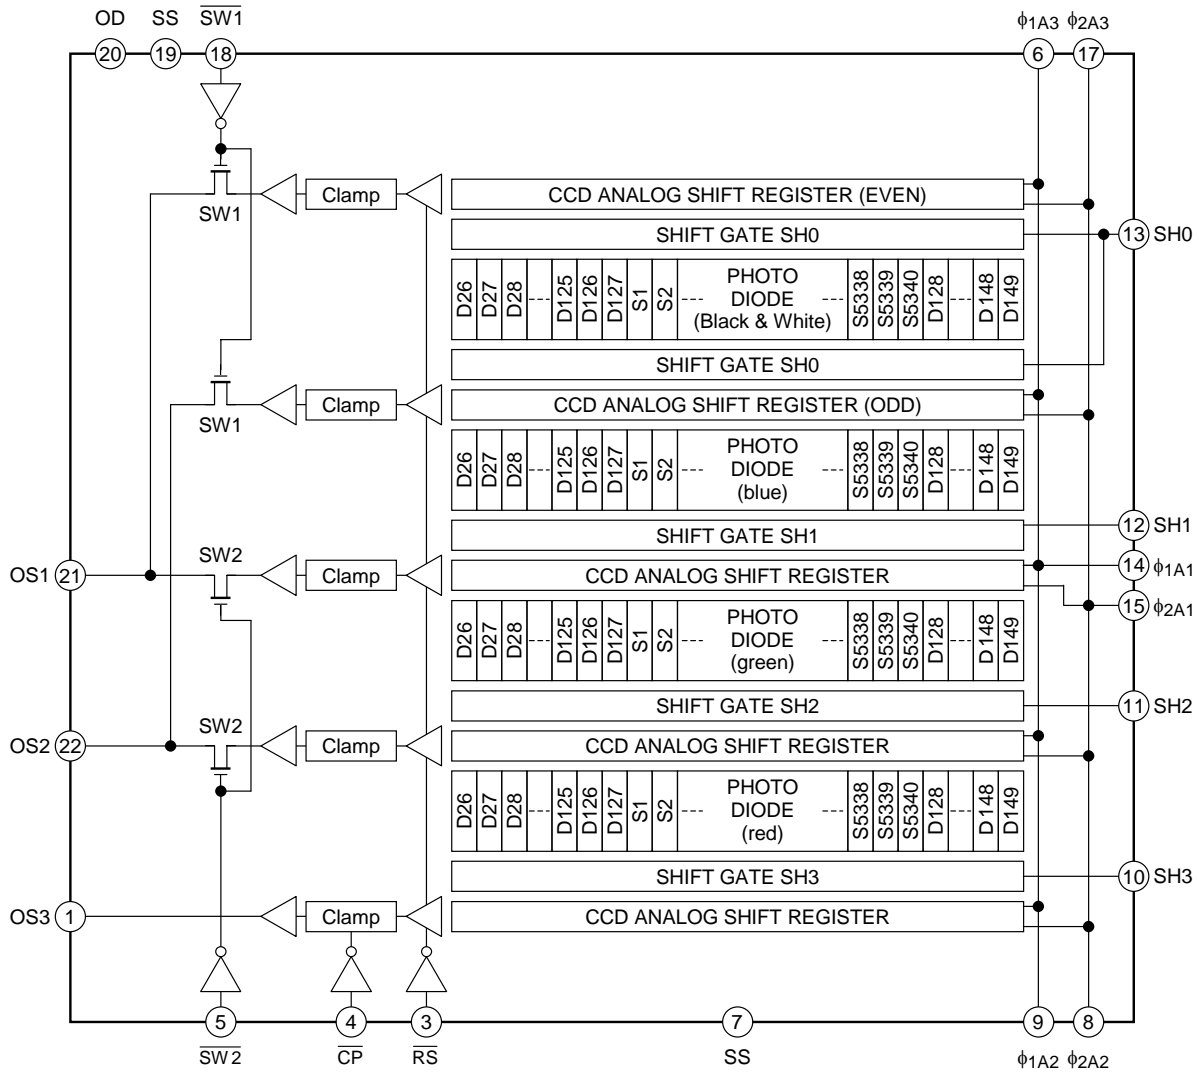 OD SS SW1 ϕ1A3 ϕ2A3
20 19 18 6 17
SW1 Clamp CCD ANALOG SHIFT REGISTER (EVEN)
SHIFT GATE SH0 13 SH0
D26 D27 D28 ---- D125 D126 D127 S1 S2 ---- PHOTO DIODE (Black & White) ---- S5338 S5339 S5340 D128 ---- D148 D149
SHIFT GATE SH0
SW1 Clamp CCD ANALOG SHIFT REGISTER (ODD)
D26 D27 D28 ---- D125 D126 D127 S1 S2 ---- PHOTO DIODE (blue) ---- S5338 S5339 S5340 D128 ---- D148 D149
SHIFT GATE SH1 12 SH1
14 ϕ1A1
OS1 21 SW2 Clamp CCD ANALOG SHIFT REGISTER
15 ϕ2A1
D26 D27 D28 ---- D125 D126 D127 S1 S2 ---- PHOTO DIODE (green) ---- S5338 S5339 S5340 D128 ---- D148 D149
SHIFT GATE SH2 11 SH2
OS2 22 SW2 Clamp CCD ANALOG SHIFT REGISTER
D26 D27 D28 ---- D125 D126 D127 S1 S2 ---- PHOTO DIODE (red) ---- S5338 S5339 S5340 D128 ---- D148 D149
SHIFT GATE SH3 10 SH3
OS3 1 Clamp CCD ANALOG SHIFT REGISTER
5 4 3 7 9 8
SW2 CP RS SS ϕ1A2 ϕ2A2